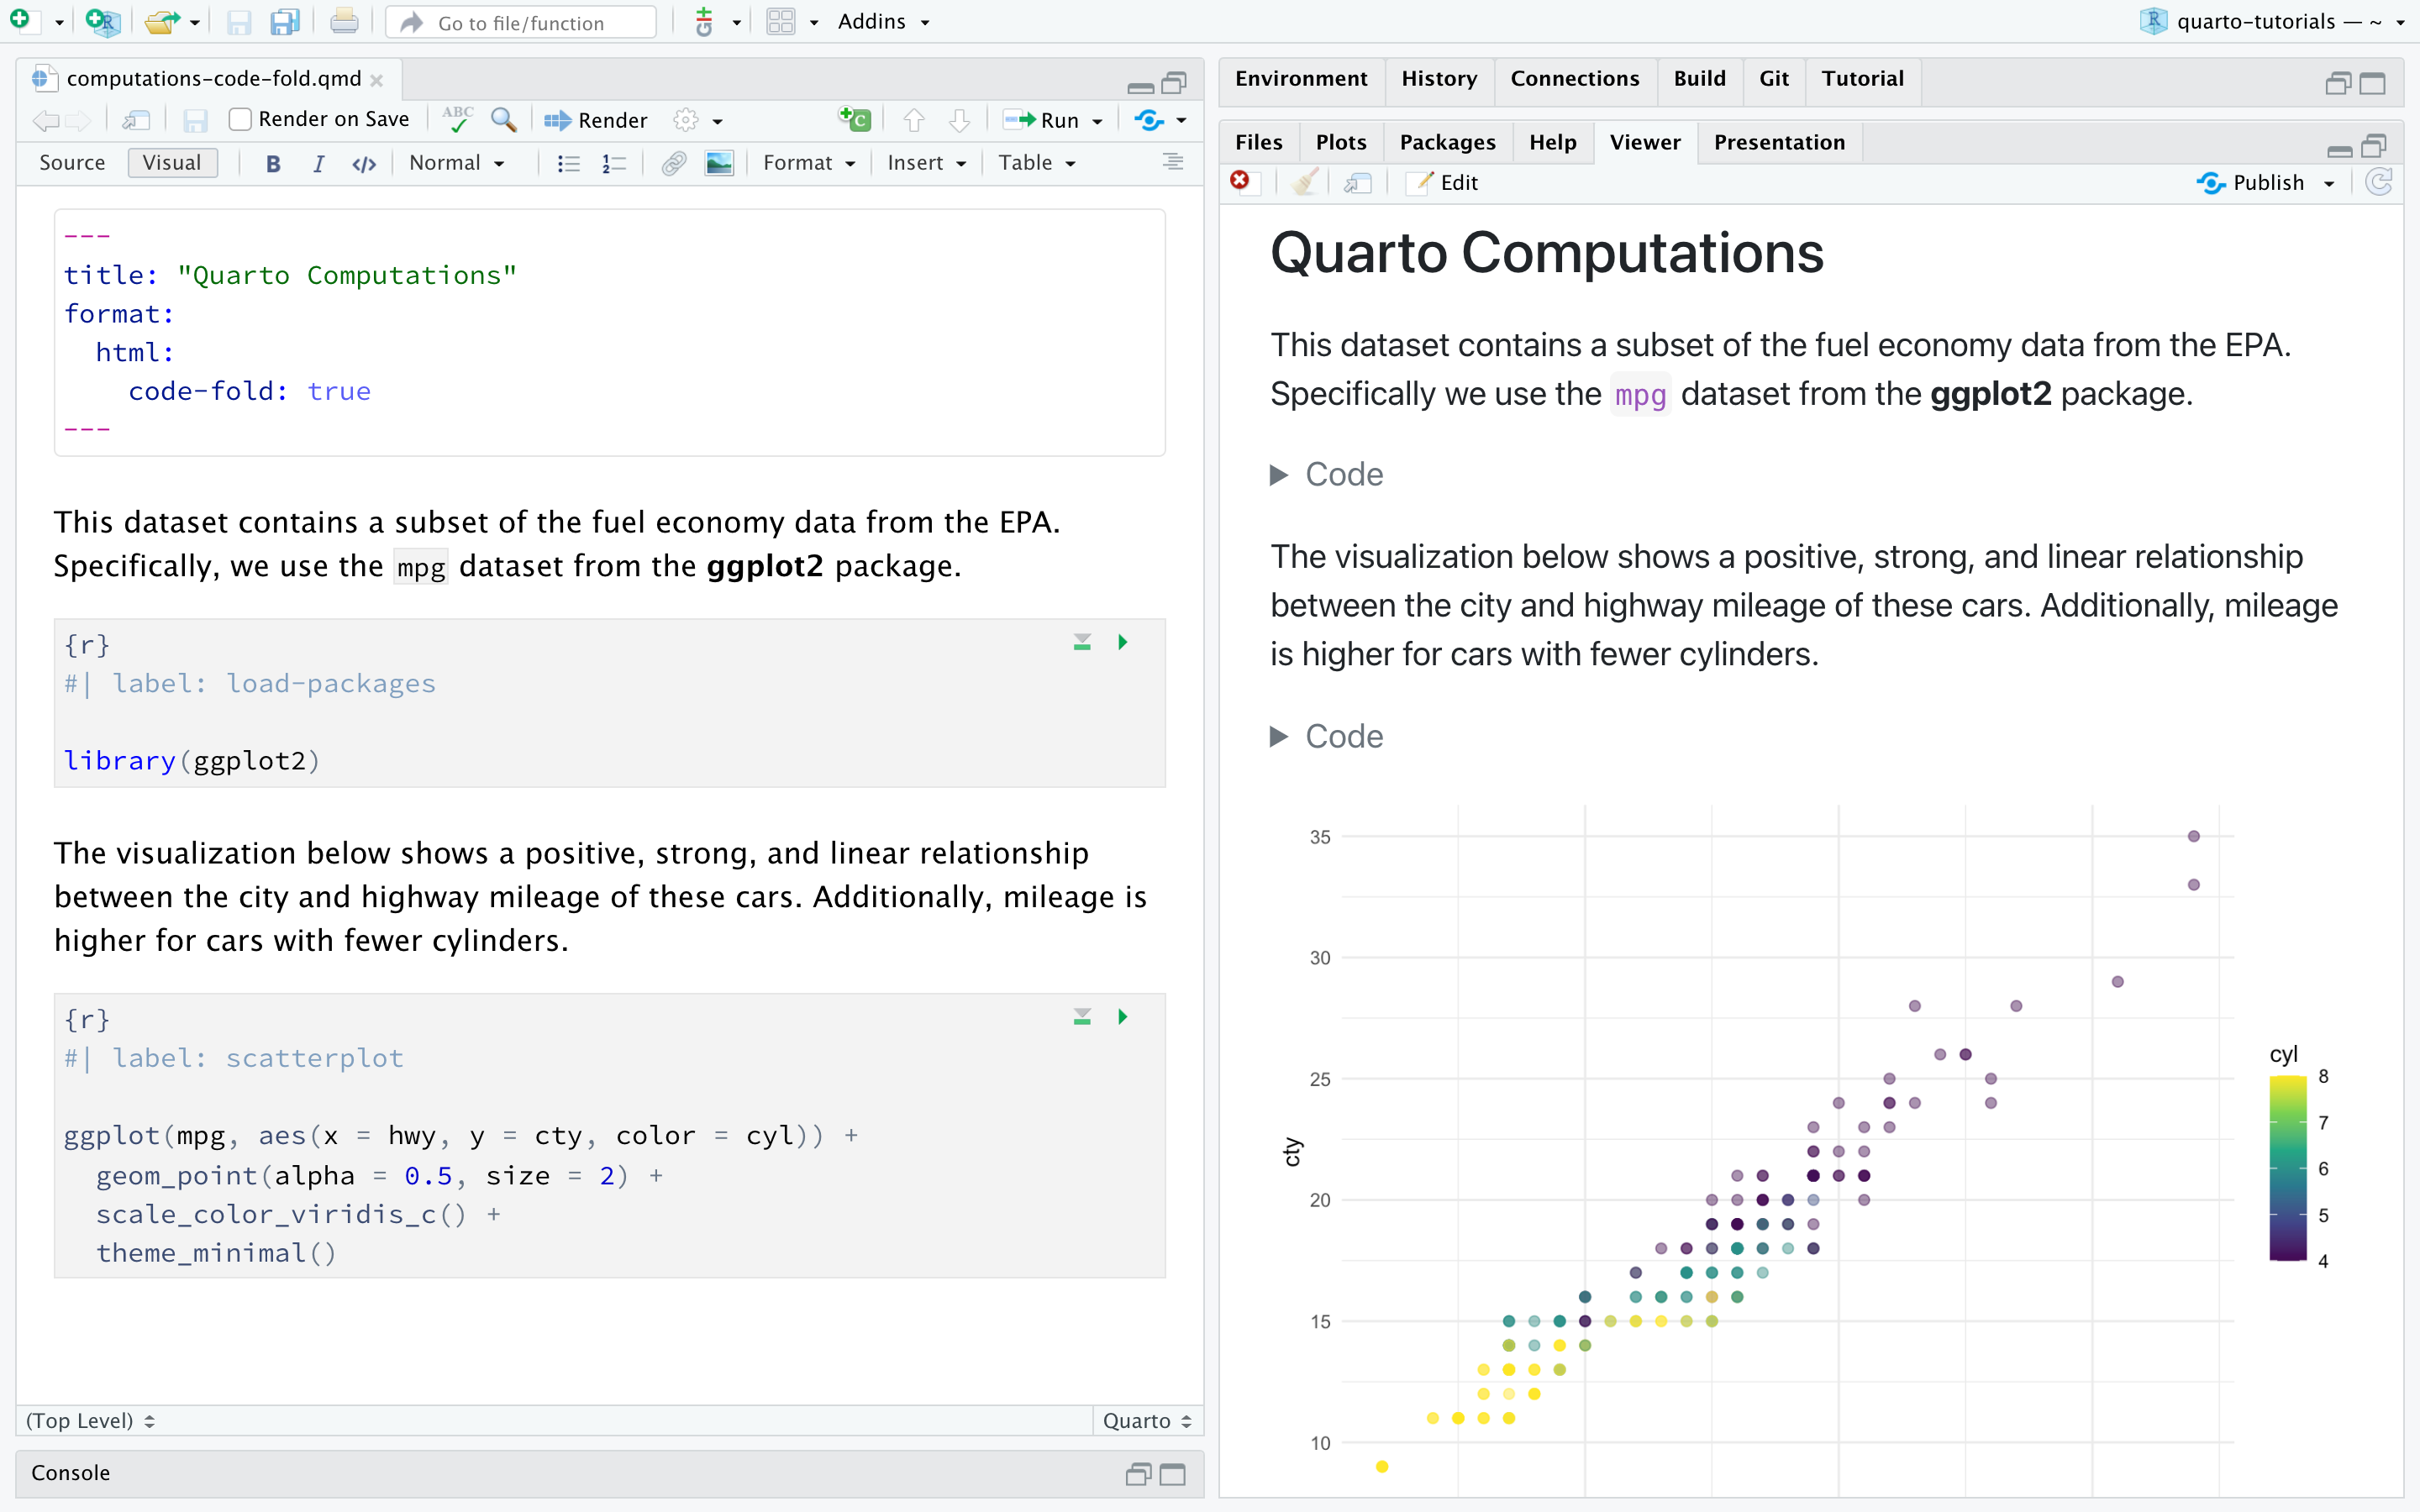 Go to file/function
Addins
quarto-tutorials — ~
computations-code-fold.qmd
Render on Save
ABC
Render
C
Run
Source
Visual
B
I
</>
Normal
Format
Insert
Table
---
title: "Quarto Computations"
format:
html:
code-fold: true
---
This dataset contains a subset of the fuel economy data from the EPA.
Specifically, we use the mpg dataset from the ggplot2 package.
{r}
#| label: load-packages
library(ggplot2)
The visualization below shows a positive, strong, and linear relationship
between the city and highway mileage of these cars. Additionally, mileage is
higher for cars with fewer cylinders.
{r}
#| label: scatterplot
ggplot(mpg, aes(x = hwy, y = cty, color = cyl)) +
geom_point(alpha = 0.5, size = 2) +
scale_color_viridis_c() +
theme_minimal()
(Top Level)
Quarto
Console
Environment
History
Connections
Build
Git
Tutorial
Files
Plots
Packages
Help
Viewer
Presentation
Edit
Publish
Quarto Computations
This dataset contains a subset of the fuel economy data from the EPA.
Specifically we use the mpg dataset from the ggplot2 package.
Code
The visualization below shows a positive, strong, and linear relationship
between the city and highway mileage of these cars. Additionally, mileage
is higher for cars with fewer cylinders.
Code
35
30
25
20
15
10
cty
cyl
8
7
6
5
4